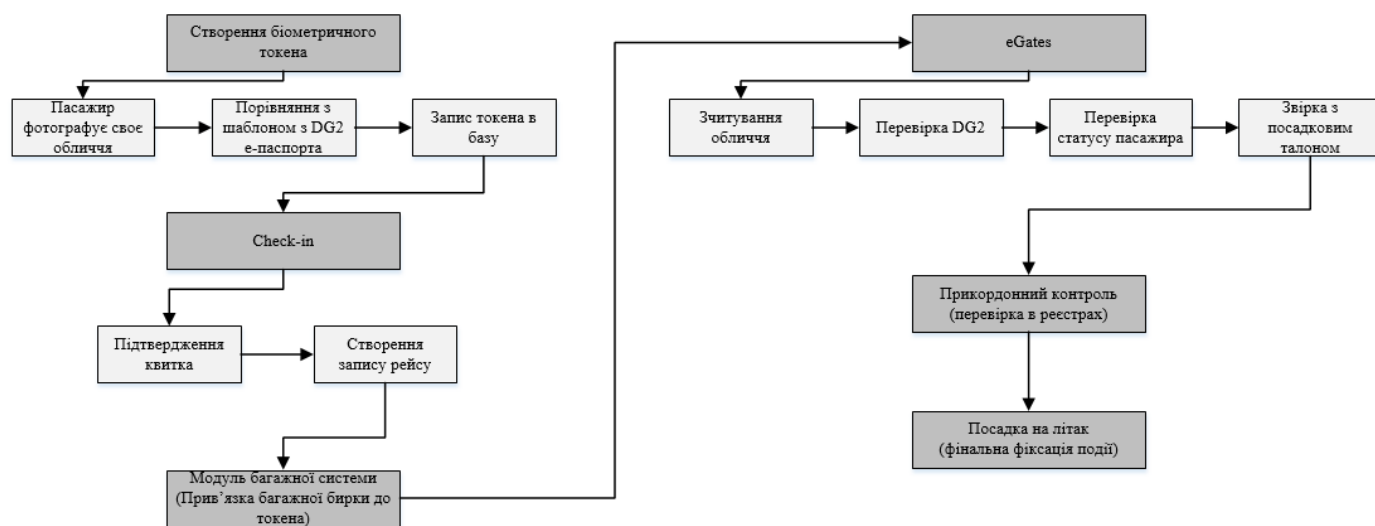 Створення біометричного
токена
Пасажир
фотографує своє
обличчя
Порівняння з
шаблоном з DG2
е-паспорта
Запис токена в
базу
Check-in
Підтвердження
квитка
Створення
запису рейсу
Модуль багажної системи
(Прив’язка багажної бирки до
токена)
eGates
Зчитування
обличчя
Перевірка DG2
Перевірка
статусу пасажира
Звірка з
посадковим
талоном
Прикордонний контроль
(перевірка в реєстрах)
Посадка на літак
(фінальна фіксація події)